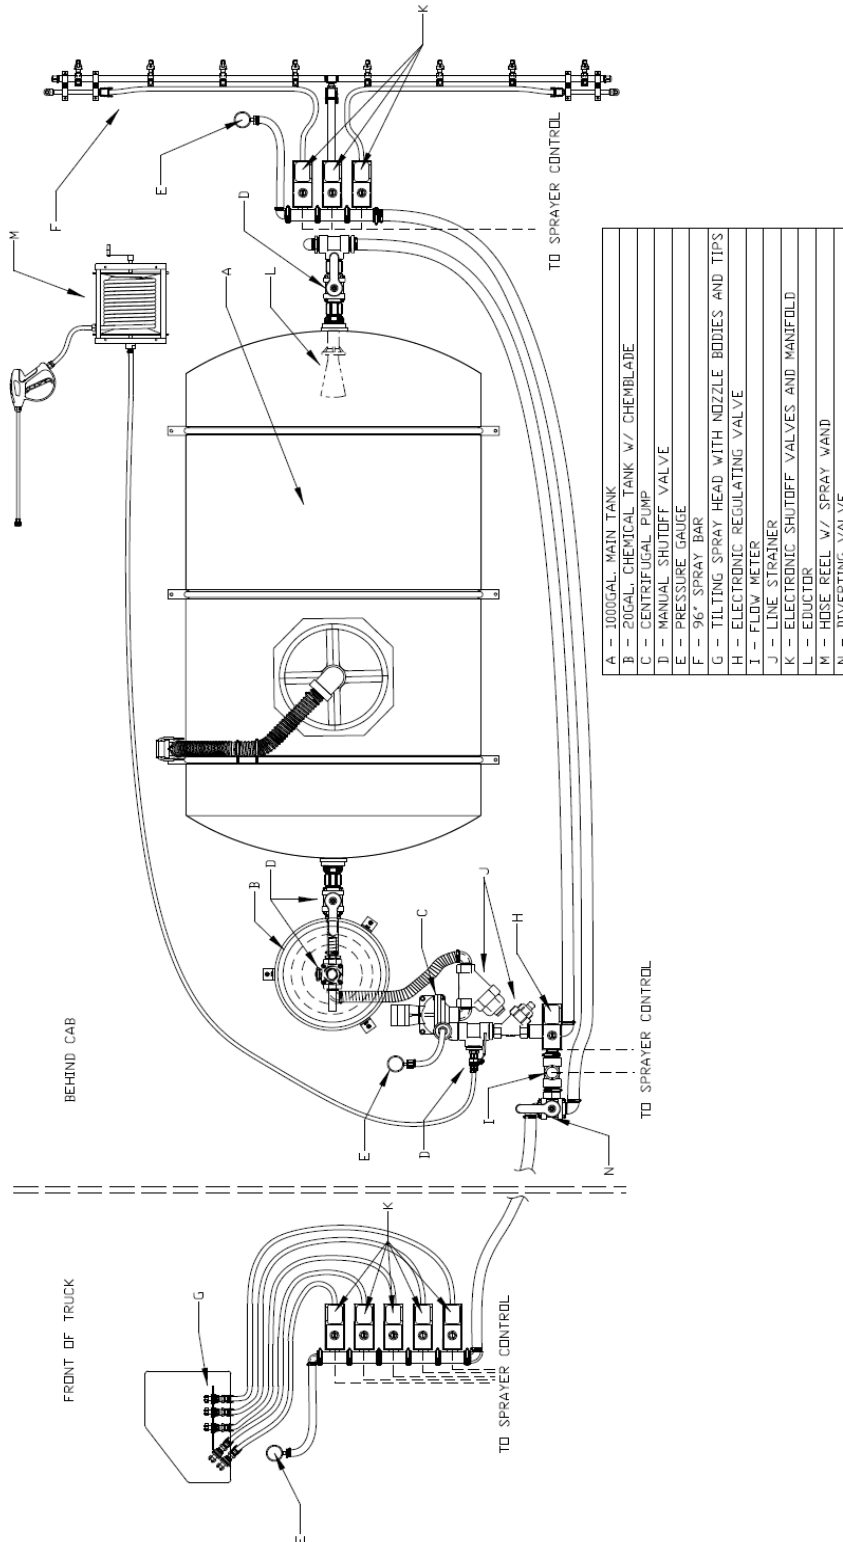 K
M
F
FRONT OF TRUCK
BEHIND CAB
E
G
A
D
B
L
D
E
E
K
C
D
J
I
TO SPRAYER CONTROL
H
TO SPRAYER CONTROL
N
TO SPRAYER CONTROL
A - 1000GAL. MAIN TANK
B - 20GAL. CHEMICAL TANK W/ CHEMBLADE
C - CENTRIFUGAL PUMP
D - MANUAL SHUTOFF VALVE
E - PRESSURE GAUGE
F - 96" SPRAY BAR
G - TILTING SPRAY HEAD WITH NOZZLE BODIES AND TIPS
H - ELECTRONIC REGULATING VALVE
I - FLOW METER
J - LINE STRAINER
K - ELECTRONIC SHUTOFF VALVES AND MANIFOLD
L - EDUCTOR
M - HOSE REEL W/ SPRAY WAND
N - DIVERTING VALVE